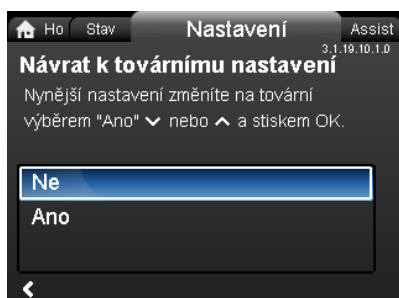 Ho Stav Nastavení Assist
3.1.19.10.1.0
Návrat k továrnímu nastavení
Nynější nastavení změníte na tovární
výběrem "Ano" ⌄ nebo ⌃ a stiskem OK.
Ne
Ano